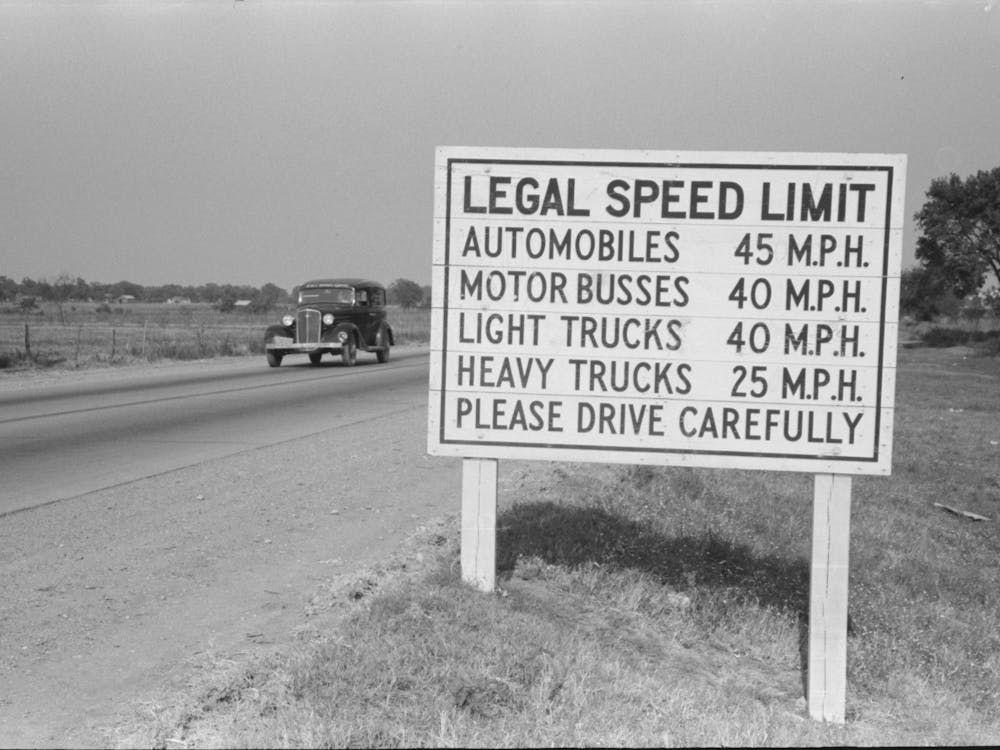 LEGAL SPEED LIMIT
AUTOMOBILES 45 M.P.H.
MOTOR BUSSES 40 M.P.H.
LIGHT TRUCKS 40 M.P.H.
HEAVY TRUCKS 25 M.P.H.
PLEASE DRIVE CAREFULLY